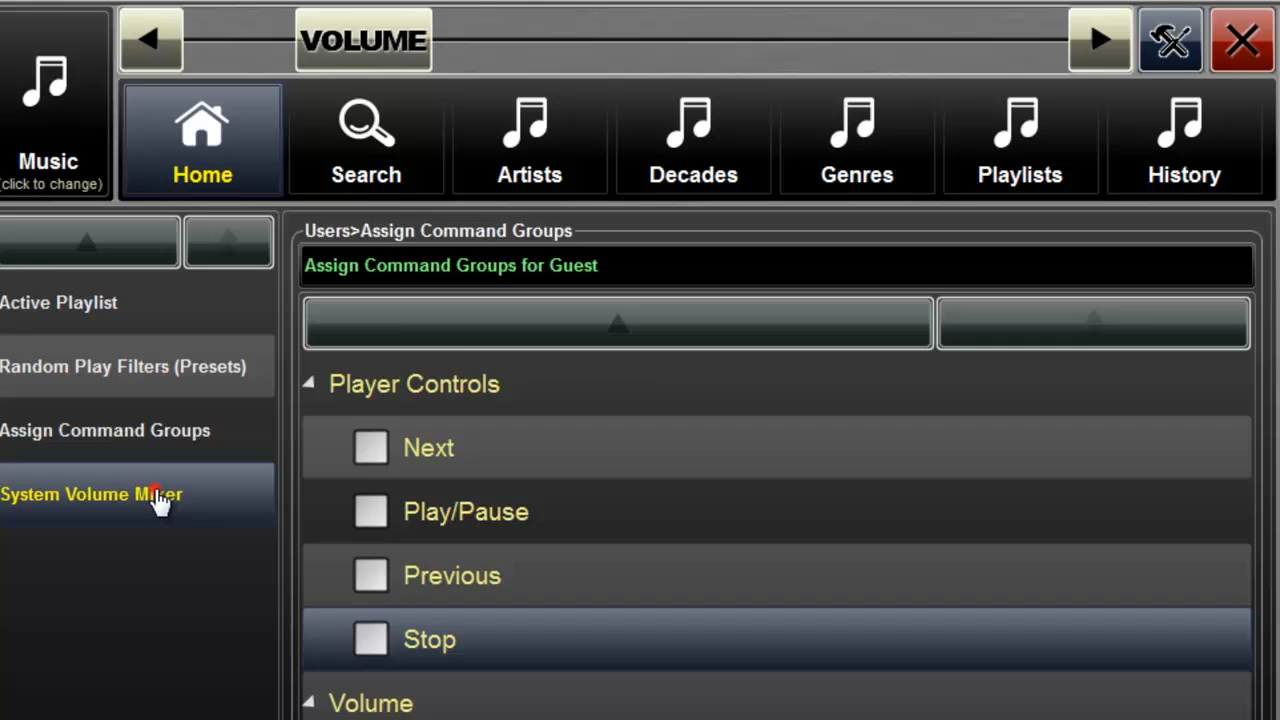 VOLUME
Music
(click to change)
Home
Search
Artists
Decades
Genres
Playlists
History
Active Playlist
Random Play Filters (Presets)
Assign Command Groups
System Volume Mixer
Users>Assign Command Groups
Assign Command Groups for Guest
Player Controls
Next
Play/Pause
Previous
Stop
Volume